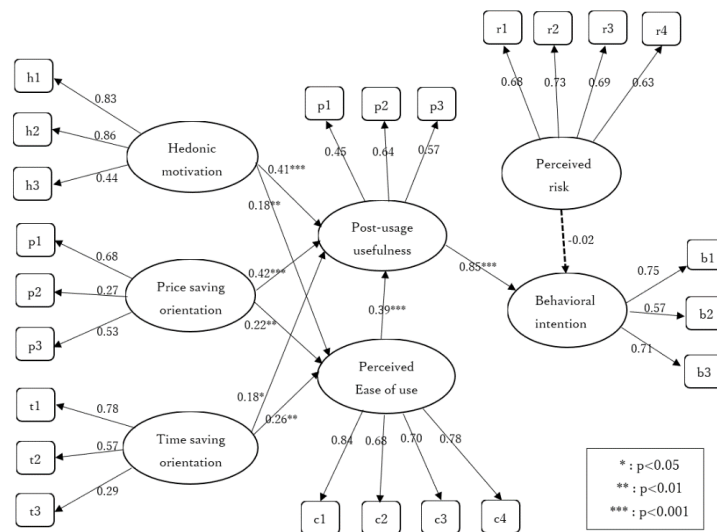 r1
r2
r3
r4
0.68
0.73
0.69
0.63
h1
h2
h3
0.83
0.86
0.44
p1
p2
p3
0.45
0.64
0.57
Hedonic
motivation
Perceived
risk
0.41***
0.18**
Post-usage
usefulness
-0.02
p1
p2
p3
0.68
0.27
0.53
Price saving
orientation
0.42***
0.22**
0.85***
0.39***
Behavioral
intention
b1
b2
b3
0.75
0.57
0.71
Perceived
Ease of use
t1
t2
t3
0.78
0.57
0.29
Time saving
orientation
0.18*
0.26**
0.84
0.68
0.70
0.78
c1
c2
c3
c4
* : p<0.05
** : p<0.01
*** : p<0.001